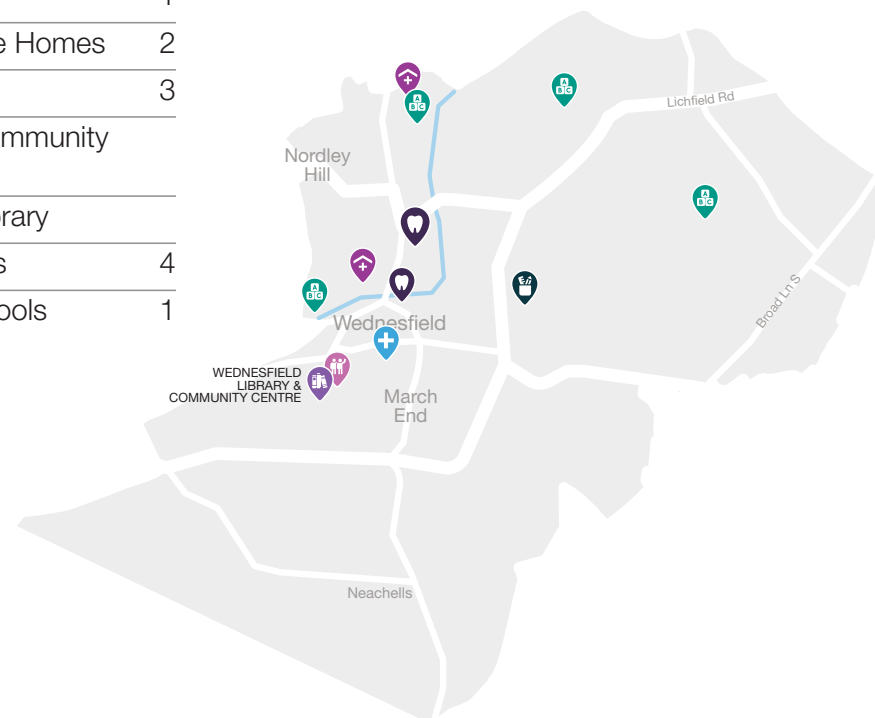 e Homes 2
3
mmunity
rary
s 4
ools 1
Lichfield Rd
Nordley
Hill
Broad Ln S
Wednesfield
WEDNESFIELD
LIBRARY &
COMMUNITY CENTRE
March
End
Neachells